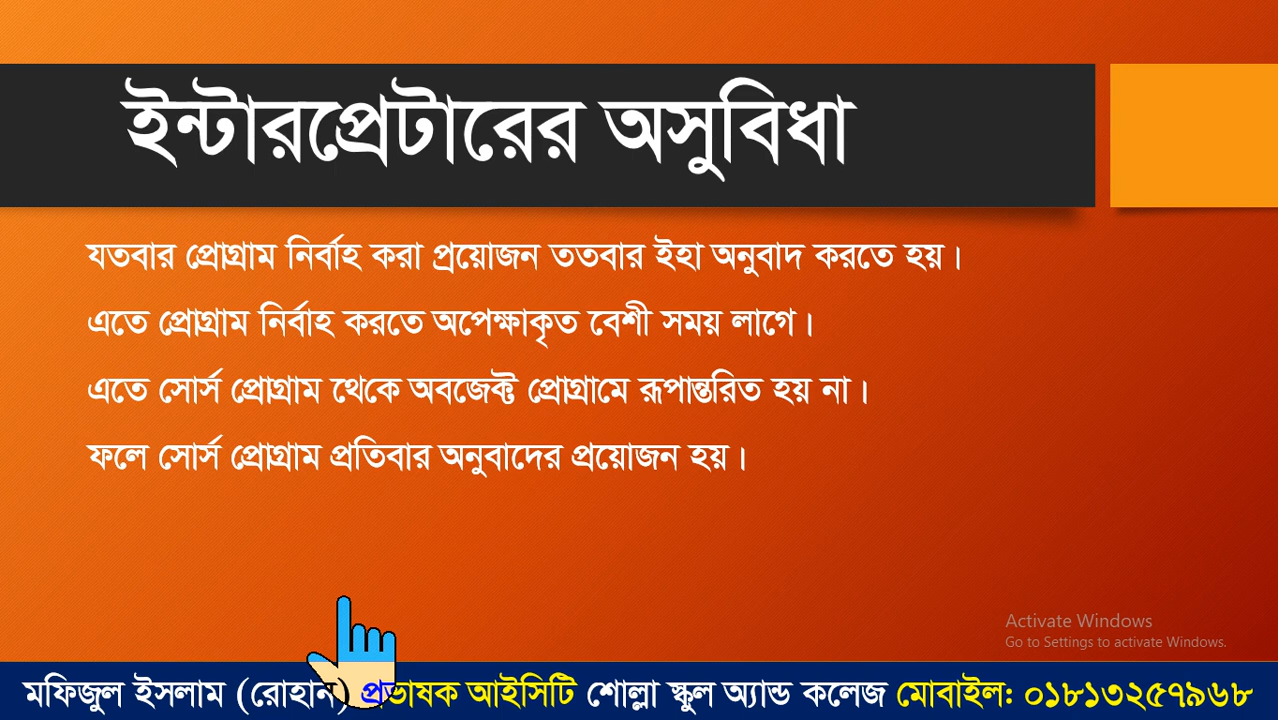 ইন্টারপ্রেটারের অসুবিধা
যতবার প্রোগ্রাম নির্বাহ করা প্রয়োজন ততবার ইহা অনুবাদ করতে হয়।
এতে প্রোগ্রাম নির্বাহ করতে অপেক্ষাকৃত বেশী সময় লাগে।
এতে সোর্স প্রোগ্রাম থেকে অবজেক্ট প্রোগ্রামে রূপান্তরিত হয় না।
ফলে সোর্স প্রোগ্রাম প্রতিবার অনুবাদের প্রয়োজন হয়।
Activate Windows
Go to Settings to activate Windows.
মফিজুল ইসলাম (রোহান) প্রভাষক আইসিটি শোল্লা স্কুল অ্যান্ড কলেজ মোবাইল: ০১৮১৩২৫৭৯৬৮